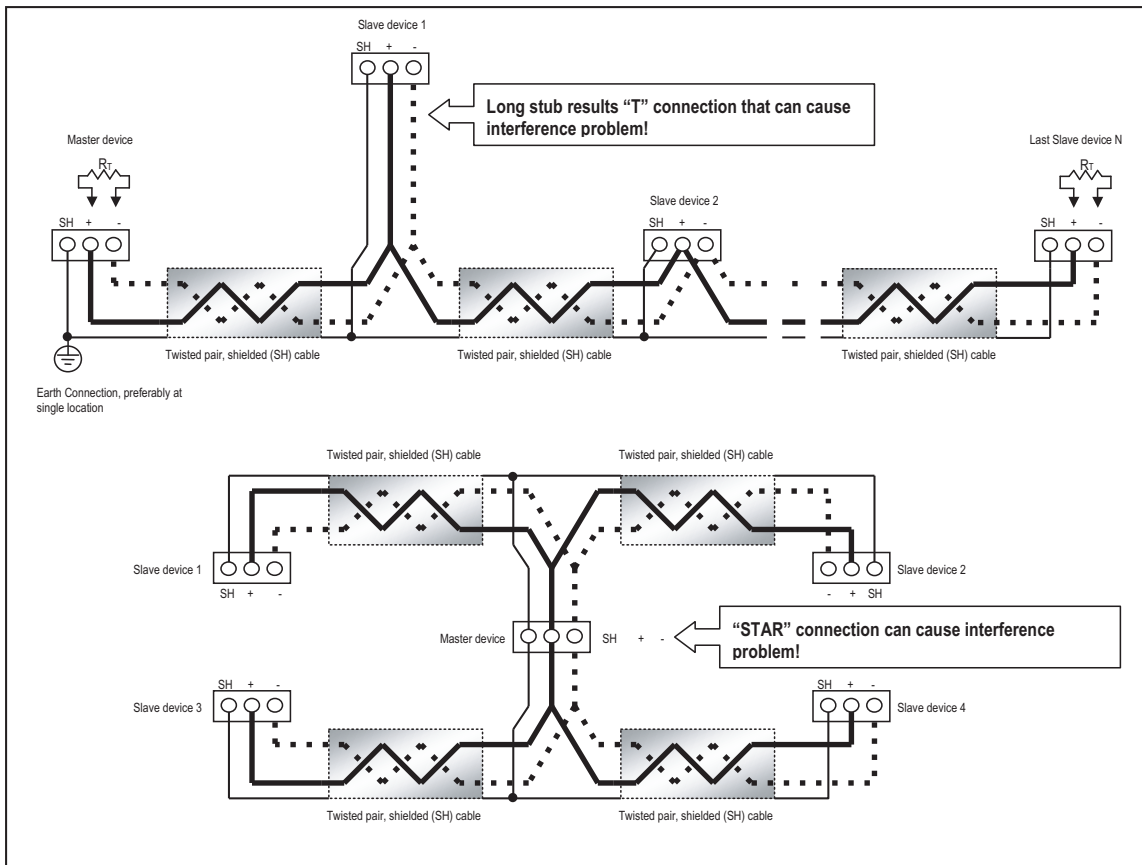 Slave device 1
SH + -
Long stub results “T” connection that can cause
interference problem!
Master device
RT
SH + -
Slave device 2
SH + -
Last Slave device N
RT
SH + -
Twisted pair, shielded (SH) cable
Twisted pair, shielded (SH) cable
Twisted pair, shielded (SH) cable
Earth Connection, preferably at
single location
Twisted pair, shielded (SH) cable
Twisted pair, shielded (SH) cable
Slave device 1
SH + -
Slave device 2
- + SH
Master device
SH + -
“STAR” connection can cause interference
problem!
SH + -
Slave device 3
SH + -
Slave device 4
Twisted pair, shielded (SH) cable
Twisted pair, shielded (SH) cable